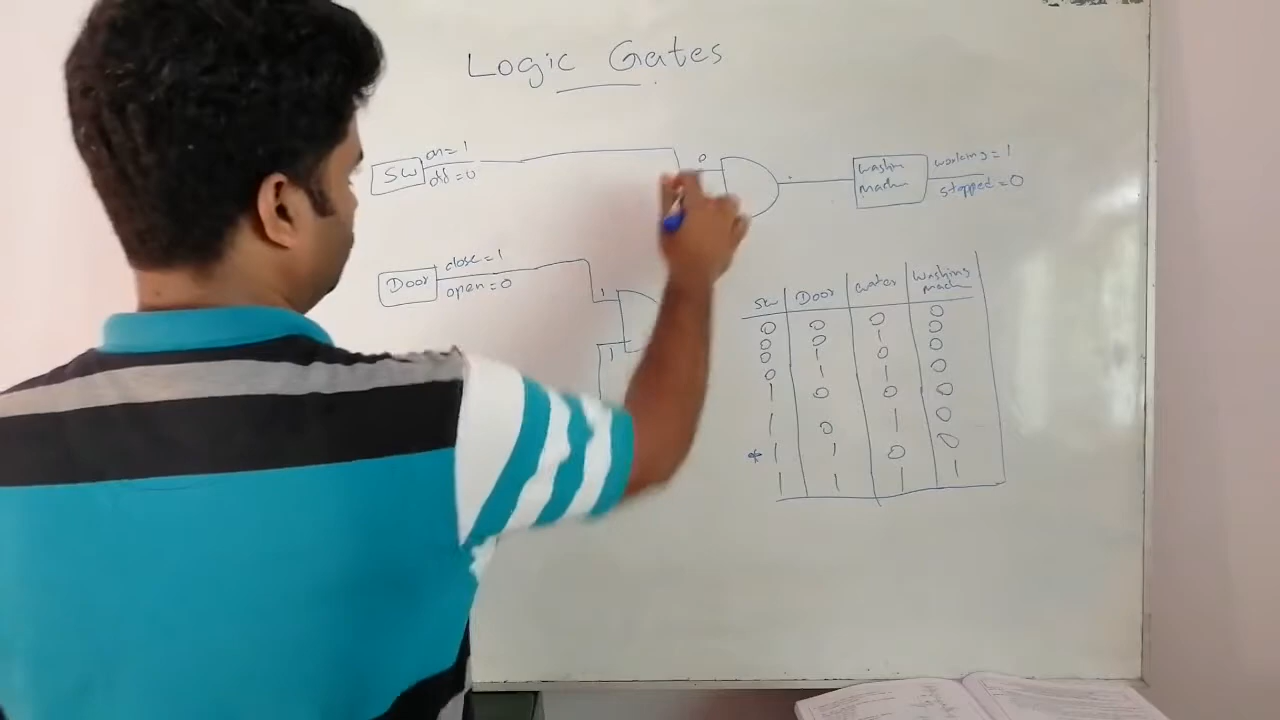 Logic Gates
SW
on=1
off=0
0
Washin
machin
working=1
stopped=0
Door
close=1
open=0
1
1
SW Door water Washing mach
0 0 0 0
0 0 1 0
0 1 0 0
0 1 1 0
1 0 0 0
1 0 1 0
* 1 1 0 0
1 1 1 1